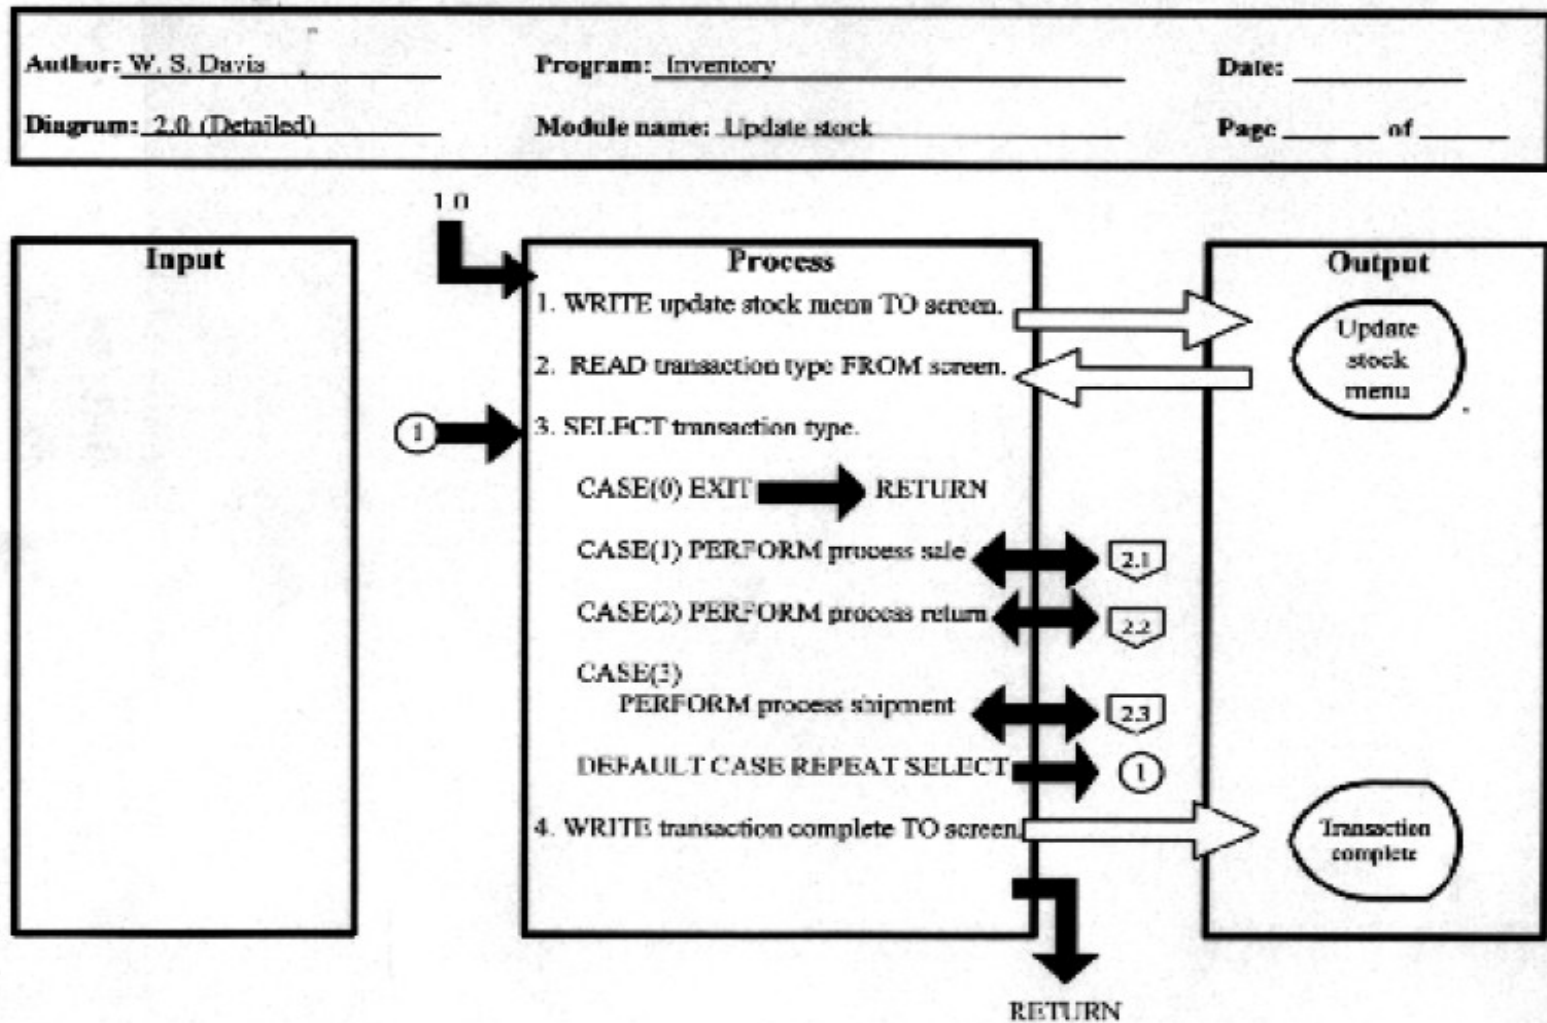 Author: W. S. Davis Program: Inventory Date:
Diagram: 2.0 (Detailed) Module name: Update stock Page of
1.0
Input
Process
1. WRITE update stock menu TO screen.
2. READ transaction type FROM screen.
1
3. SELECT transaction type.
CASE(0) EXIT RETURN
CASE(1) PERFORM process sale 2.1
CASE(2) PERFORM process return 2.2
CASE(3)
PERFORM process shipment 2.3
DEFAULT CASE REPEAT SELECT 1
4. WRITE transaction complete TO screen.
RETURN
Output
Update
stock
menu
Transaction
complete